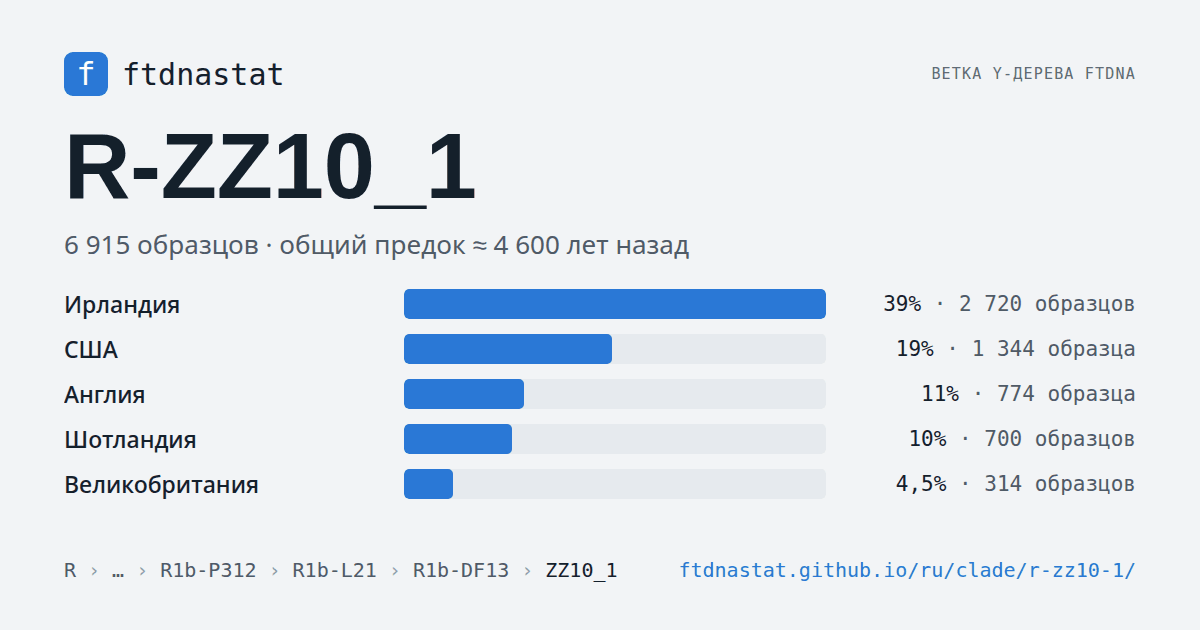 f ftdnastat
ВЕТКА Y-ДЕРЕВА FTDNA
R-ZZ10_1
6 915 образцов · общий предок ≈ 4 600 лет назад
Ирландия 39% · 2 720 образцов
США 19% · 1 344 образца
Англия 11% · 774 образца
Шотландия 10% · 700 образцов
Великобритания 4,5% · 314 образцов
R › … › R1b-P312 › R1b-L21 › R1b-DF13 › ZZ10_1
ftdnastat.github.io/ru/clade/r-zz10-1/